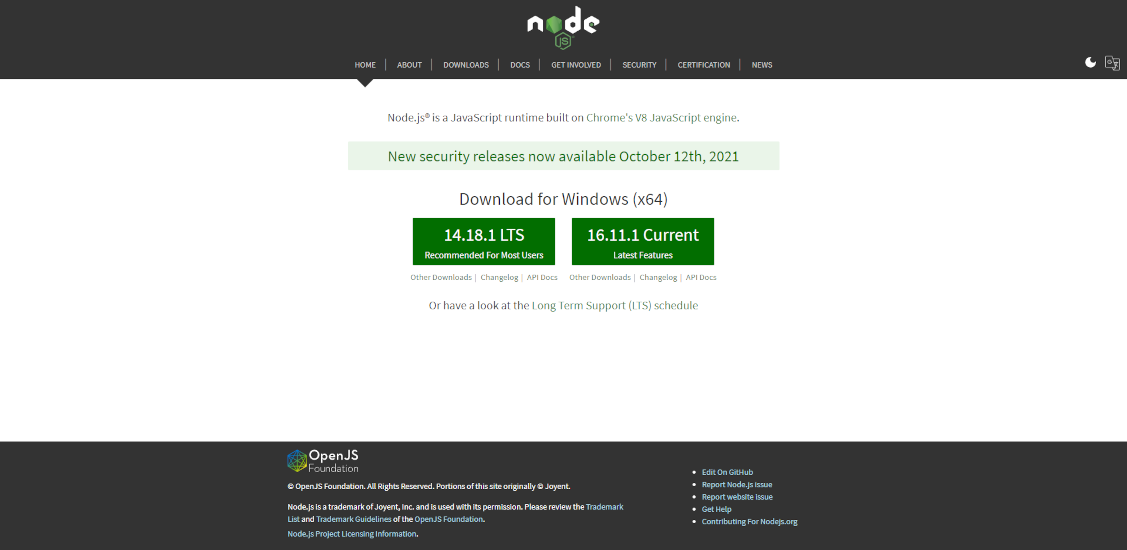 node
JS
HOME | ABOUT | DOWNLOADS | DOCS | GET INVOLVED | SECURITY | CERTIFICATION | NEWS
Node.js® is a JavaScript runtime built on Chrome's V8 JavaScript engine.
New security releases now available October 12th, 2021
Download for Windows (x64)
14.18.1 LTS
Recommended For Most Users
16.11.1 Current
Latest Features
Other Downloads | Changelog | API Docs
Other Downloads | Changelog | API Docs
Or have a look at the Long Term Support (LTS) schedule
OpenJS
Foundation
© OpenJS Foundation. All Rights Reserved. Portions of this site originally © Joyent.
Node.js is a trademark of Joyent, Inc. and is used with its permission. Please review the Trademark
List and Trademark Guidelines of the OpenJS Foundation.
Node.js Project Licensing Information.
• Edit On GitHub
• Report Node.js Issue
• Report website Issue
• Get Help
• Contributing For Nodejs.org